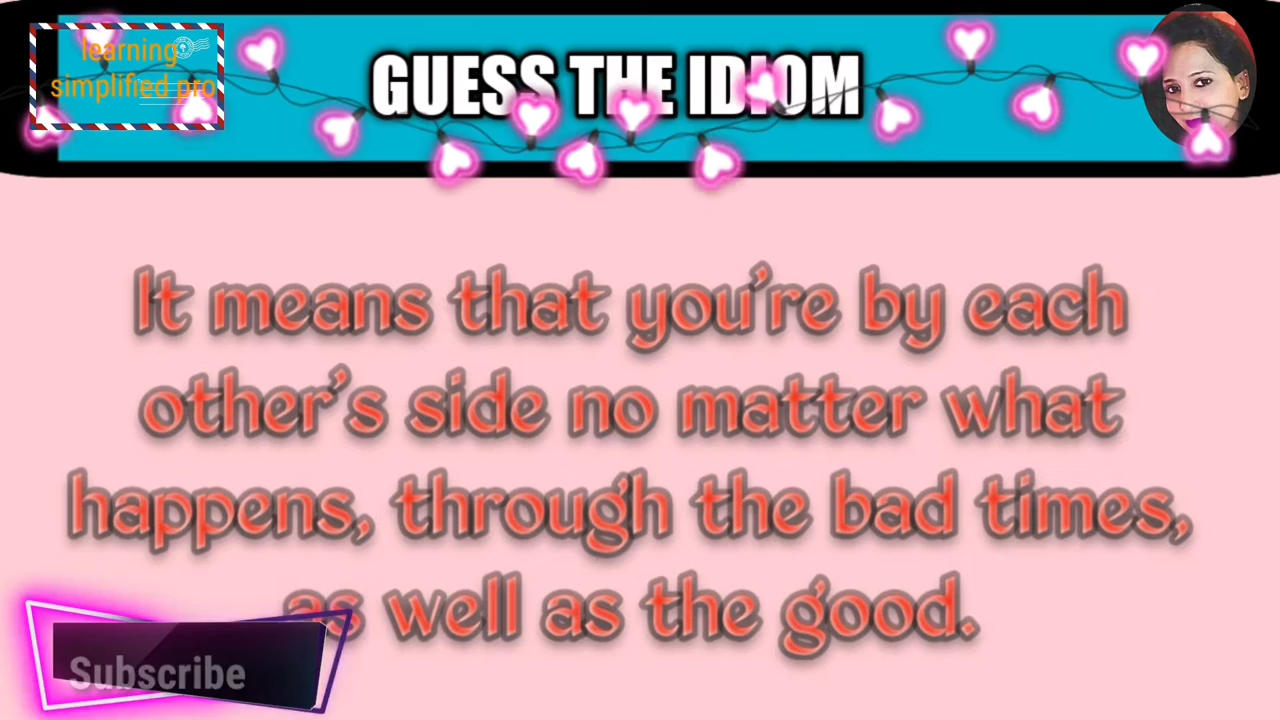 learning
simplified pro
GUESS THE IDIOM
It means that you're by each
other's side no matter what
happens, through the bad times,
as well as the good.
Subscribe